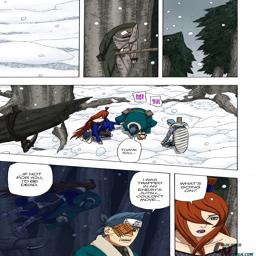 THANK
YOU...
WHAT'S
GOING
ON?
I WAS
TRAPPED
IN AN
ENEMY'S
JUTSU...
COULDN'T
MOVE...
...IF NOT
FOR YOU,
I'D BE
DEAD.